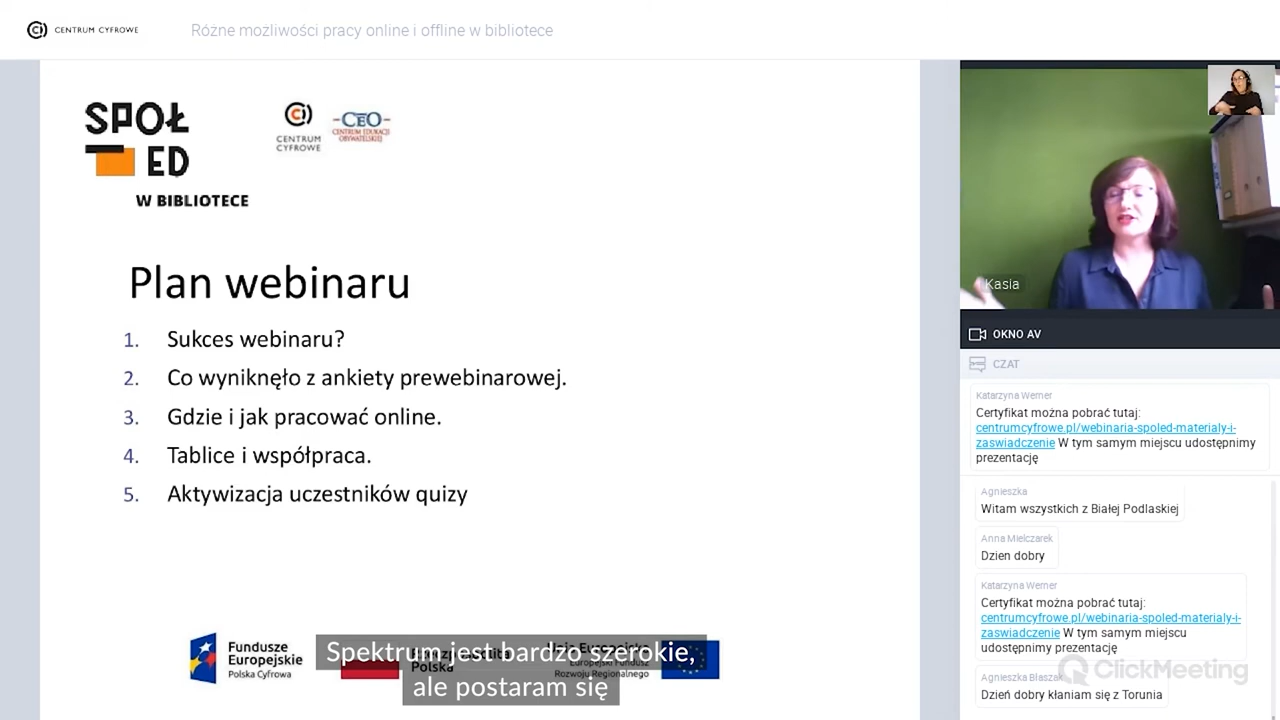 CENTRUM CYFROWE
Różne mozliwości pracy online i offline w bibliotece
SPOŁ
ED
W BIBLIOTECE
CENTRUM
CYFROWE
CEO
CENTRUM EDUKACJI
OBYWATELSKIEJ
Plan webinaru
1. Sukces webinaru?
2. Co wyniknęło z ankiety prewebinarowej.
3. Gdzie i jak pracować online.
4. Tablice i współpraca.
5. Aktywizacja uczestników quizy
Fundusze
Europejskie
Polska Cyfrowa
Polska
Europejski Fundusz
Rozwoju Regionalnego
Spektrum jest bardzo szerokie,
ale postaram się
Kasia
OKNO AV
CZAT
Katarzyna Werner
Certyfikat można pobrać tutaj:
centrumcyfrowe.pl/webinaria-spoled-materialy-i-
zaswiadczenie W tym samym miejscu udostępnimy
prezentację
Agnieszka
Witam wszystkich z Białej Podlaskiej
Anna Mielczarek
Dzien dobry
Katarzyna Werner
Certyfikat można pobrać tutaj:
centrumcyfrowe.pl/webinaria-spoled-materialy-i-
zaswiadczenie W tym samym miejscu
udostępnimy prezentację
ClickMeeting
Agnieszka Błaszak
Dzień dobry kłaniam się z Torunia